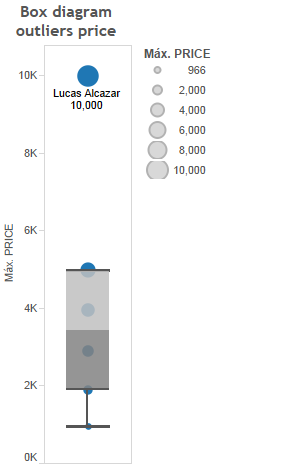 Box diagram
outliers price
Máx. PRICE
966
2,000
4,000
6,000
8,000
10,000
10K
Lucas Alcazar
10,000
8K
6K
Máx. PRICE
4K
2K
0K